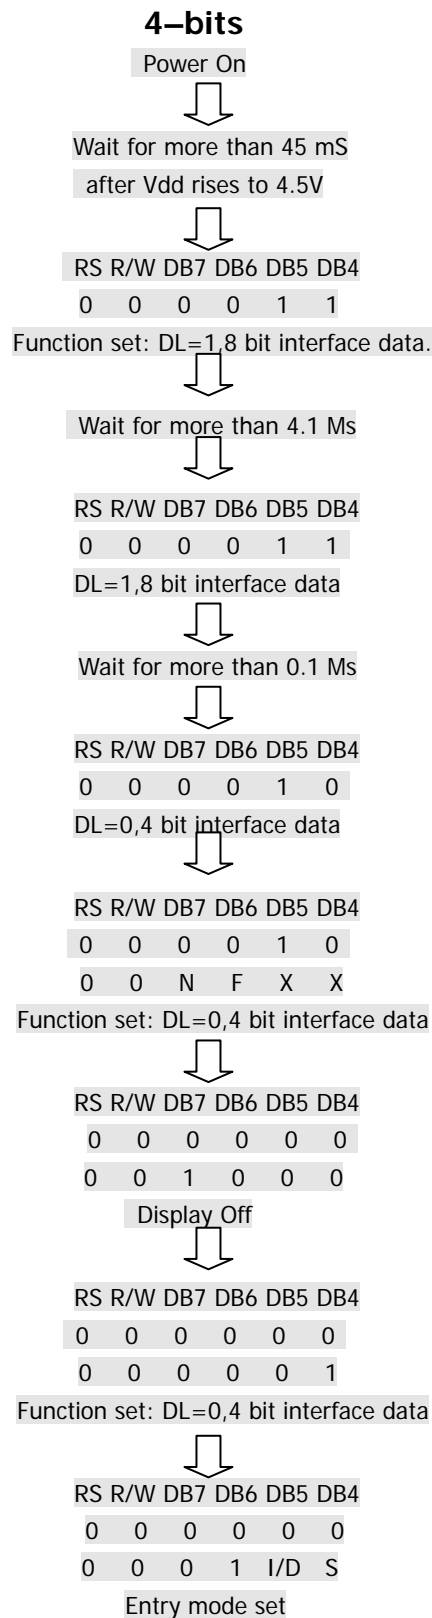 4–bits
Power On
Wait for more than 45 mS
after Vdd rises to 4.5V
RS R/W DB7 DB6 DB5 DB4
0 0 0 0 1 1
Function set: DL=1,8 bit interface data.
Wait for more than 4.1 Ms
RS R/W DB7 DB6 DB5 DB4
0 0 0 0 1 1
DL=1,8 bit interface data
Wait for more than 0.1 Ms
RS R/W DB7 DB6 DB5 DB4
0 0 0 0 1 0
DL=0,4 bit interface data
RS R/W DB7 DB6 DB5 DB4
0 0 0 0 1 0
0 0 N F X X
Function set: DL=0,4 bit interface data
RS R/W DB7 DB6 DB5 DB4
0 0 0 0 0 0
0 0 1 0 0 0
Display Off
RS R/W DB7 DB6 DB5 DB4
0 0 0 0 0 0
0 0 0 0 0 1
Function set: DL=0,4 bit interface data
RS R/W DB7 DB6 DB5 DB4
0 0 0 0 0 0
0 0 0 1 I/D S
Entry mode set